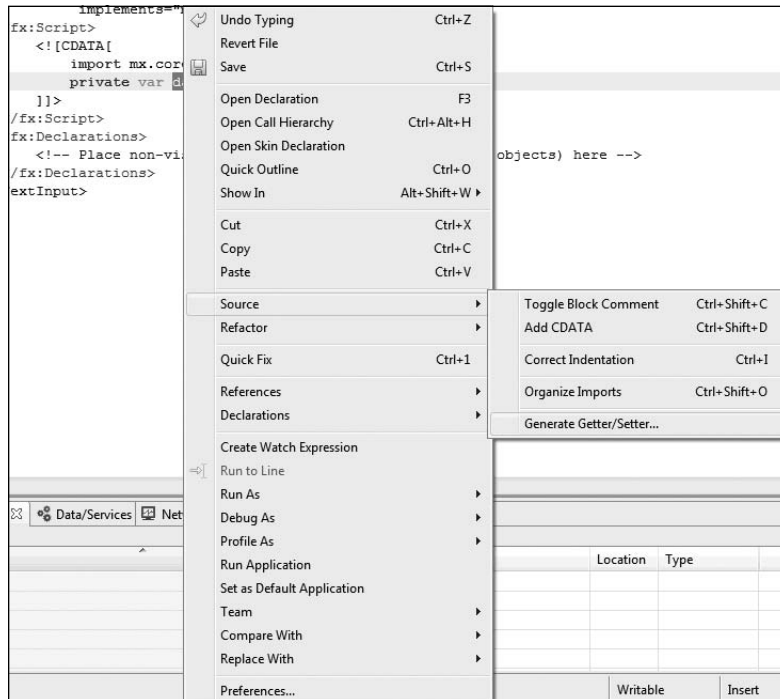 implements="
fx:Script>
<![CDATA[
import mx.cor
private var d
]]>
/fx:Script>
fx:Declarations>
<!-- Place non-vi
objects) here -->
/fx:Declarations>
extInput>
Undo Typing Ctrl+Z
Revert File
Save Ctrl+S
Open Declaration F3
Open Call Hierarchy Ctrl+Alt+H
Open Skin Declaration
Quick Outline Ctrl+O
Show In Alt+Shift+W
Cut Ctrl+X
Copy Ctrl+C
Paste Ctrl+V
Source
Refactor
Quick Fix Ctrl+1
References
Declarations
Create Watch Expression
Run to Line
Run As
Debug As
Profile As
Run Application
Set as Default Application
Team
Compare With
Replace With
Preferences...
Toggle Block Comment Ctrl+Shift+C
Add CDATA Ctrl+Shift+D
Correct Indentation Ctrl+I
Organize Imports Ctrl+Shift+O
Generate Getter/Setter...
Data/Services Net
Location Type
Writable Insert